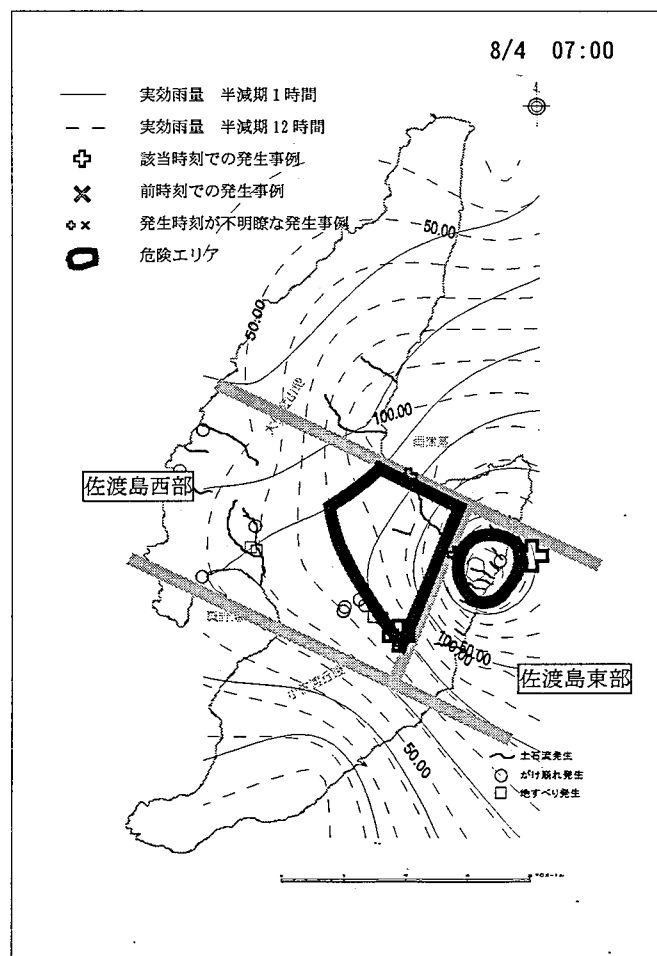 8/4 07:00
実効雨量 半減期1時間
実効雨量 半減期12時間
該当時刻での発生事例
前時刻での発生事例
発生時刻が不明瞭な発生事例
危険エリア
50.00
50.00
100.00
佐渡島西部
100.00
50.00
佐渡島東部
50.00
土石流発生
がけ崩れ発生
地すべり発生